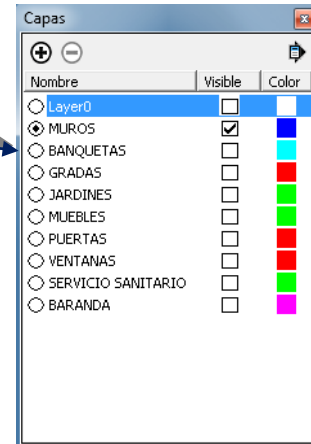 Capas
Nombre Visible Color
Layer0
MUROS
BANQUETAS
GRADAS
JARDINES
MUEBLES
PUERTAS
VENTANAS
SERVICIO SANITARIO
BARANDA